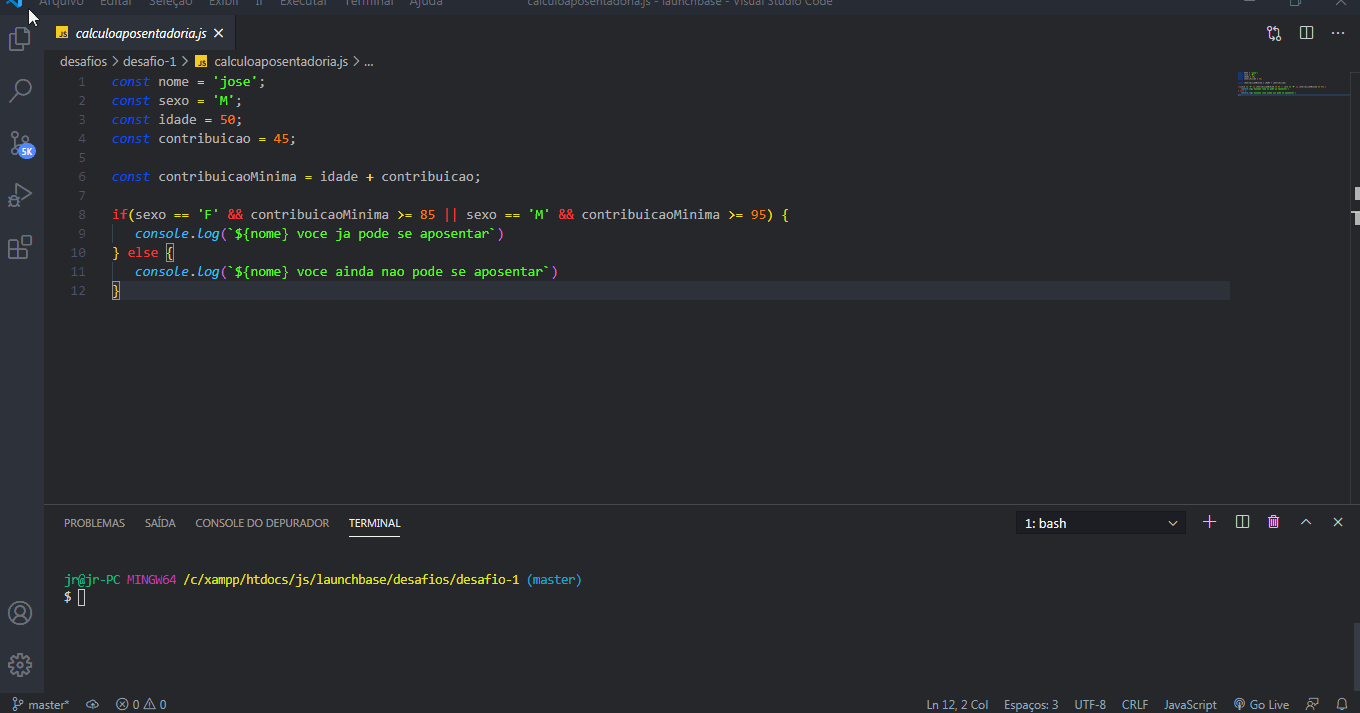 Arquivo Editar Seleção Exibir Ir Executar Terminal Ajuda calculoaposentadoria.js - launchbase - Visual Studio Code
JS calculoaposentadoria.js
desafios > desafio-1 > JS calculoaposentadoria.js > ...
1 const nome = 'jose';
2 const sexo = 'M';
3 const idade = 50;
4 const contribuicao = 45;
5
6 const contribuicaoMinima = idade + contribuicao;
7
8 if(sexo == 'F' && contribuicaoMinima >= 85 || sexo == 'M' && contribuicaoMinima >= 95) {
9 console.log(`${nome} voce ja pode se aposentar`)
10 } else {
11 console.log(`${nome} voce ainda nao pode se aposentar`)
12 }
5K
PROBLEMAS SAÍDA CONSOLE DO DEPURADOR TERMINAL 1: bash
jr@jr-PC MINGW64 /c/xampp/htdocs/js/launchbase/desafios/desafio-1 (master)
$
master* 0 0 Ln 12, 2 Col Espaços: 3 UTF-8 CRLF JavaScript Go Live